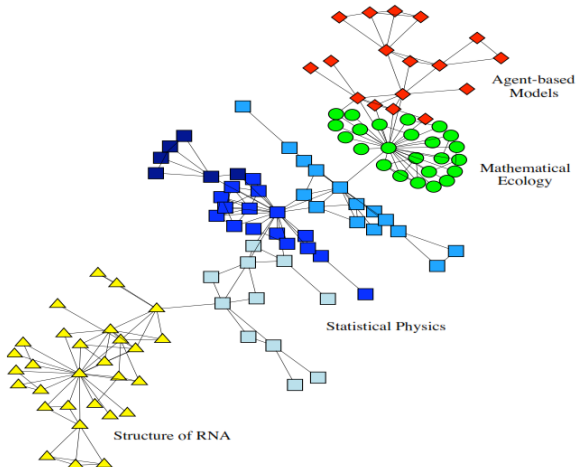 Agent-based
Models
Mathematical
Ecology
Statistical Physics
Structure of RNA